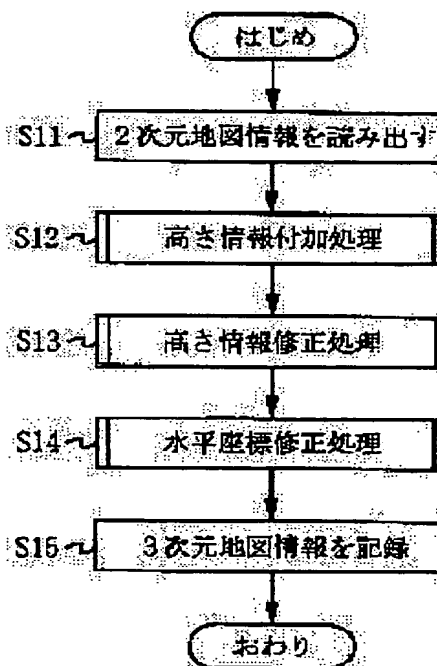 はじめ
S11 2次元地図情報を読み出す
S12 高さ情報付加処理
S13 高さ情報修正処理
S14 水平座標修正処理
S15 3次元地図情報を記録
おわり